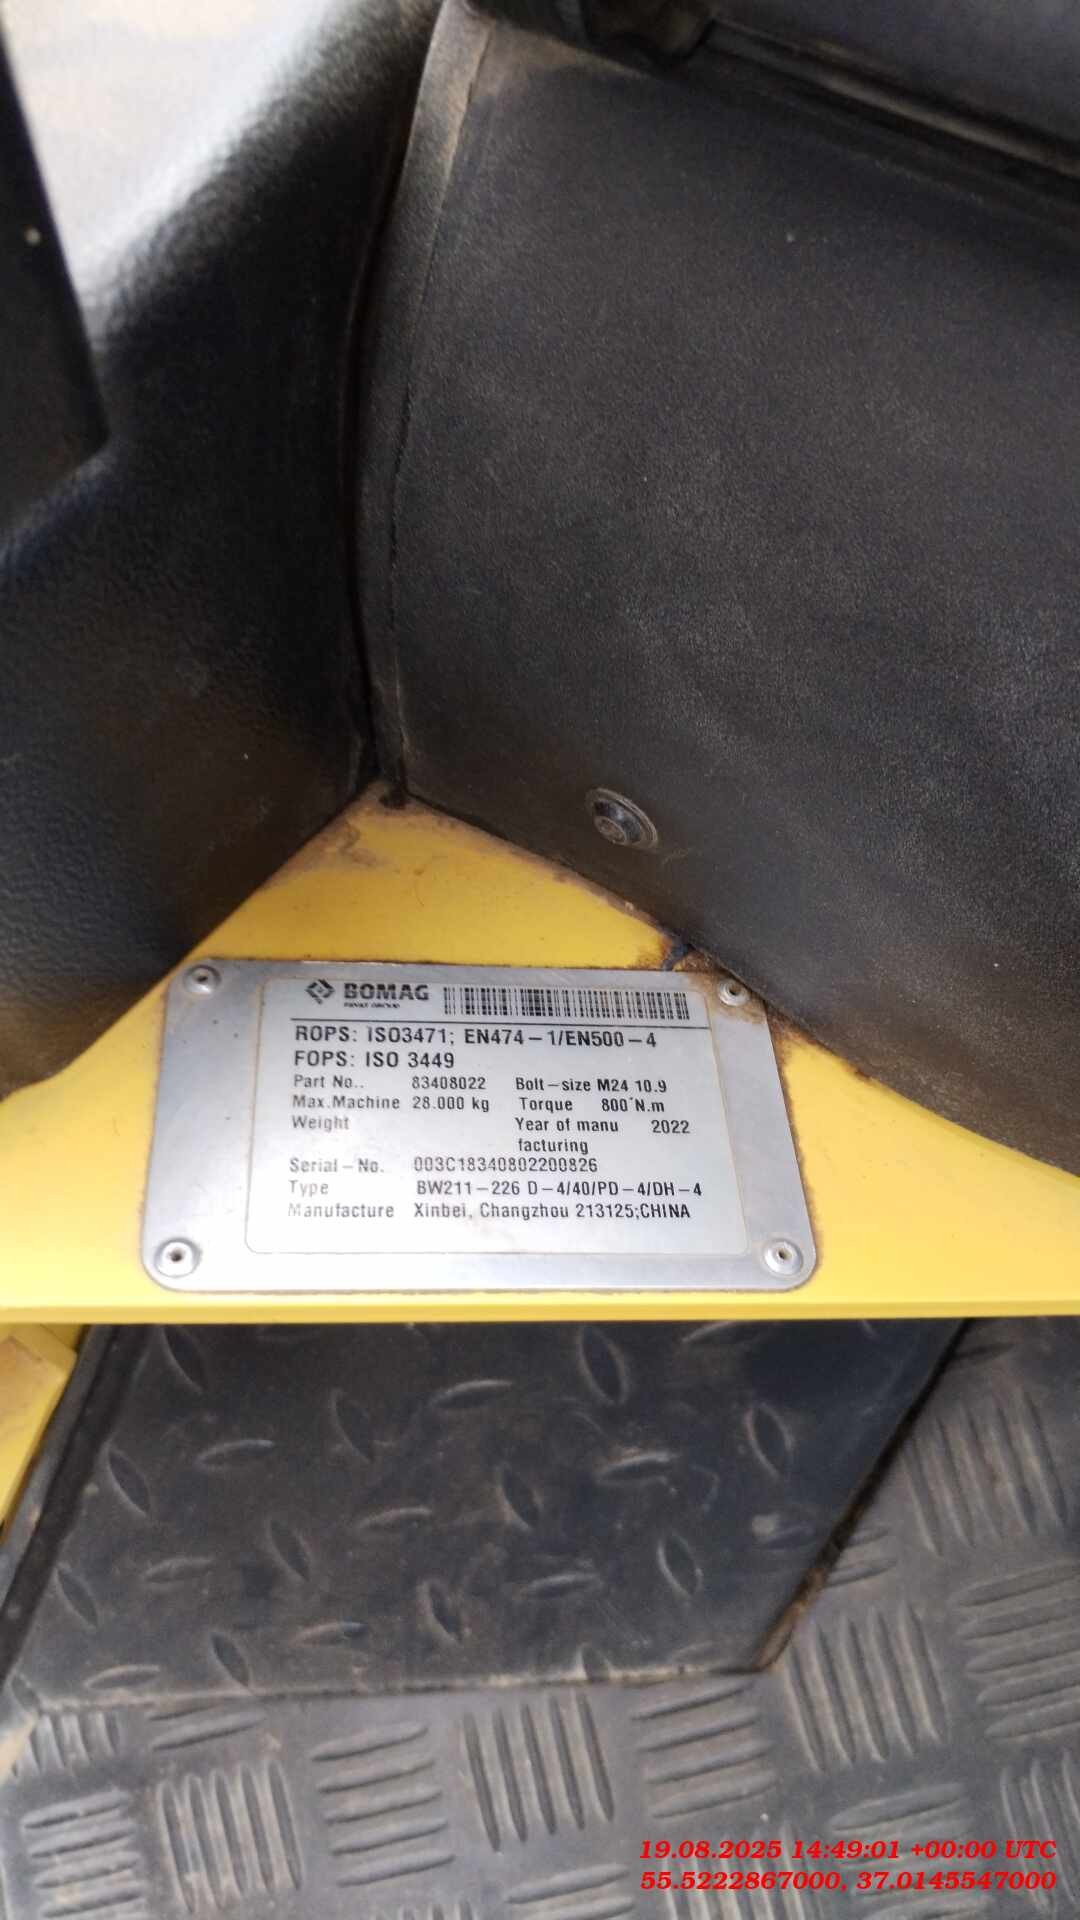 BOMAG
FAYAT GROUP
ROPS: ISO3471; EN474-1/EN500-4
FOPS: ISO 3449
Part No.. 83408022 Bolt-size M24 10.9
Max.Machine 28.000 kg Torque 800*N.m
Weight Year of manu 2022
facturing
Serial-No. 003C18340802200826
Type BW211-226 D-4/40/PD-4/DH-4
Manufacture Xinbei, Changzhou 213125;CHINA
19.08.2025 14:49:01 +00:00 UTC
55.5222867000, 37.0145547000